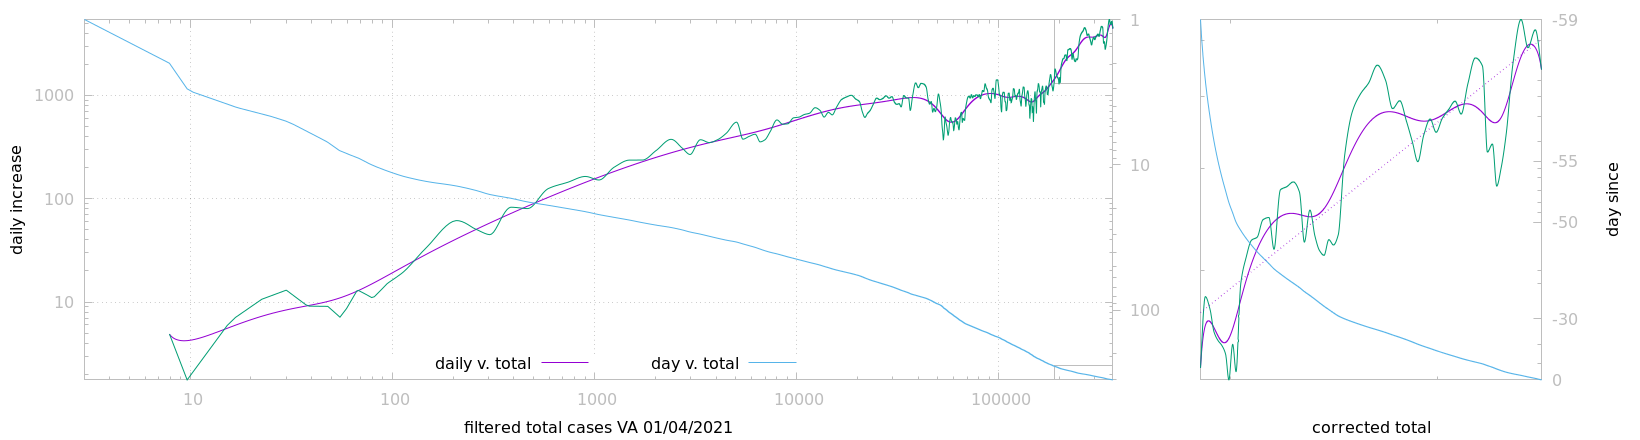 daily increase
1000
100
10
10
100
1000
10000
100000
1
10
100
daily v. total
day v. total
filtered total cases VA 01/04/2021
-59
-55
-50
-30
0
day since
corrected total